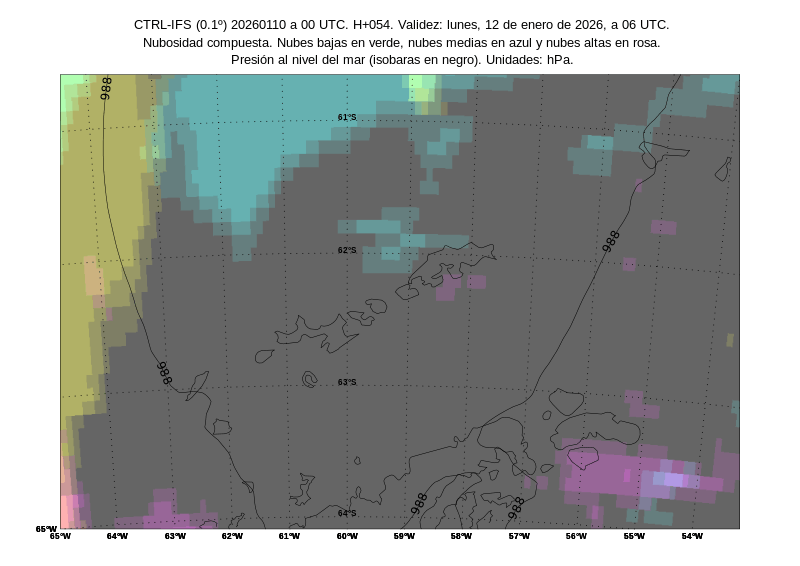 CTRL-IFS (0.1º) 20260110 a 00 UTC. H+054. Validez: lunes, 12 de enero de 2026, a 06 UTC.
Nubosidad compuesta. Nubes bajas en verde, nubes medias en azul y nubes altas en rosa.
Presión al nivel del mar (isobaras en negro). Unidades: hPa.
988
61°S
988
62°S
988
63°S
988
988
64°S
65°W
65°W
64°W
63°W
62°W
61°W
60°W
59°W
58°W
57°W
56°W
55°W
54°W